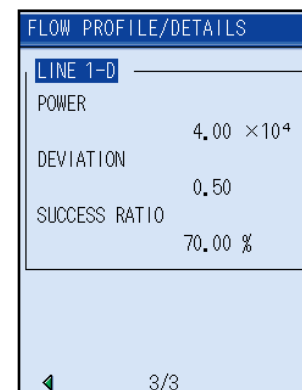 FLOW PROFILE/DETAILS
LINE 1-D
POWER
4.00 ×10⁴
DEVIATION
0.50
SUCCESS RATIO
70.00 %
3/3